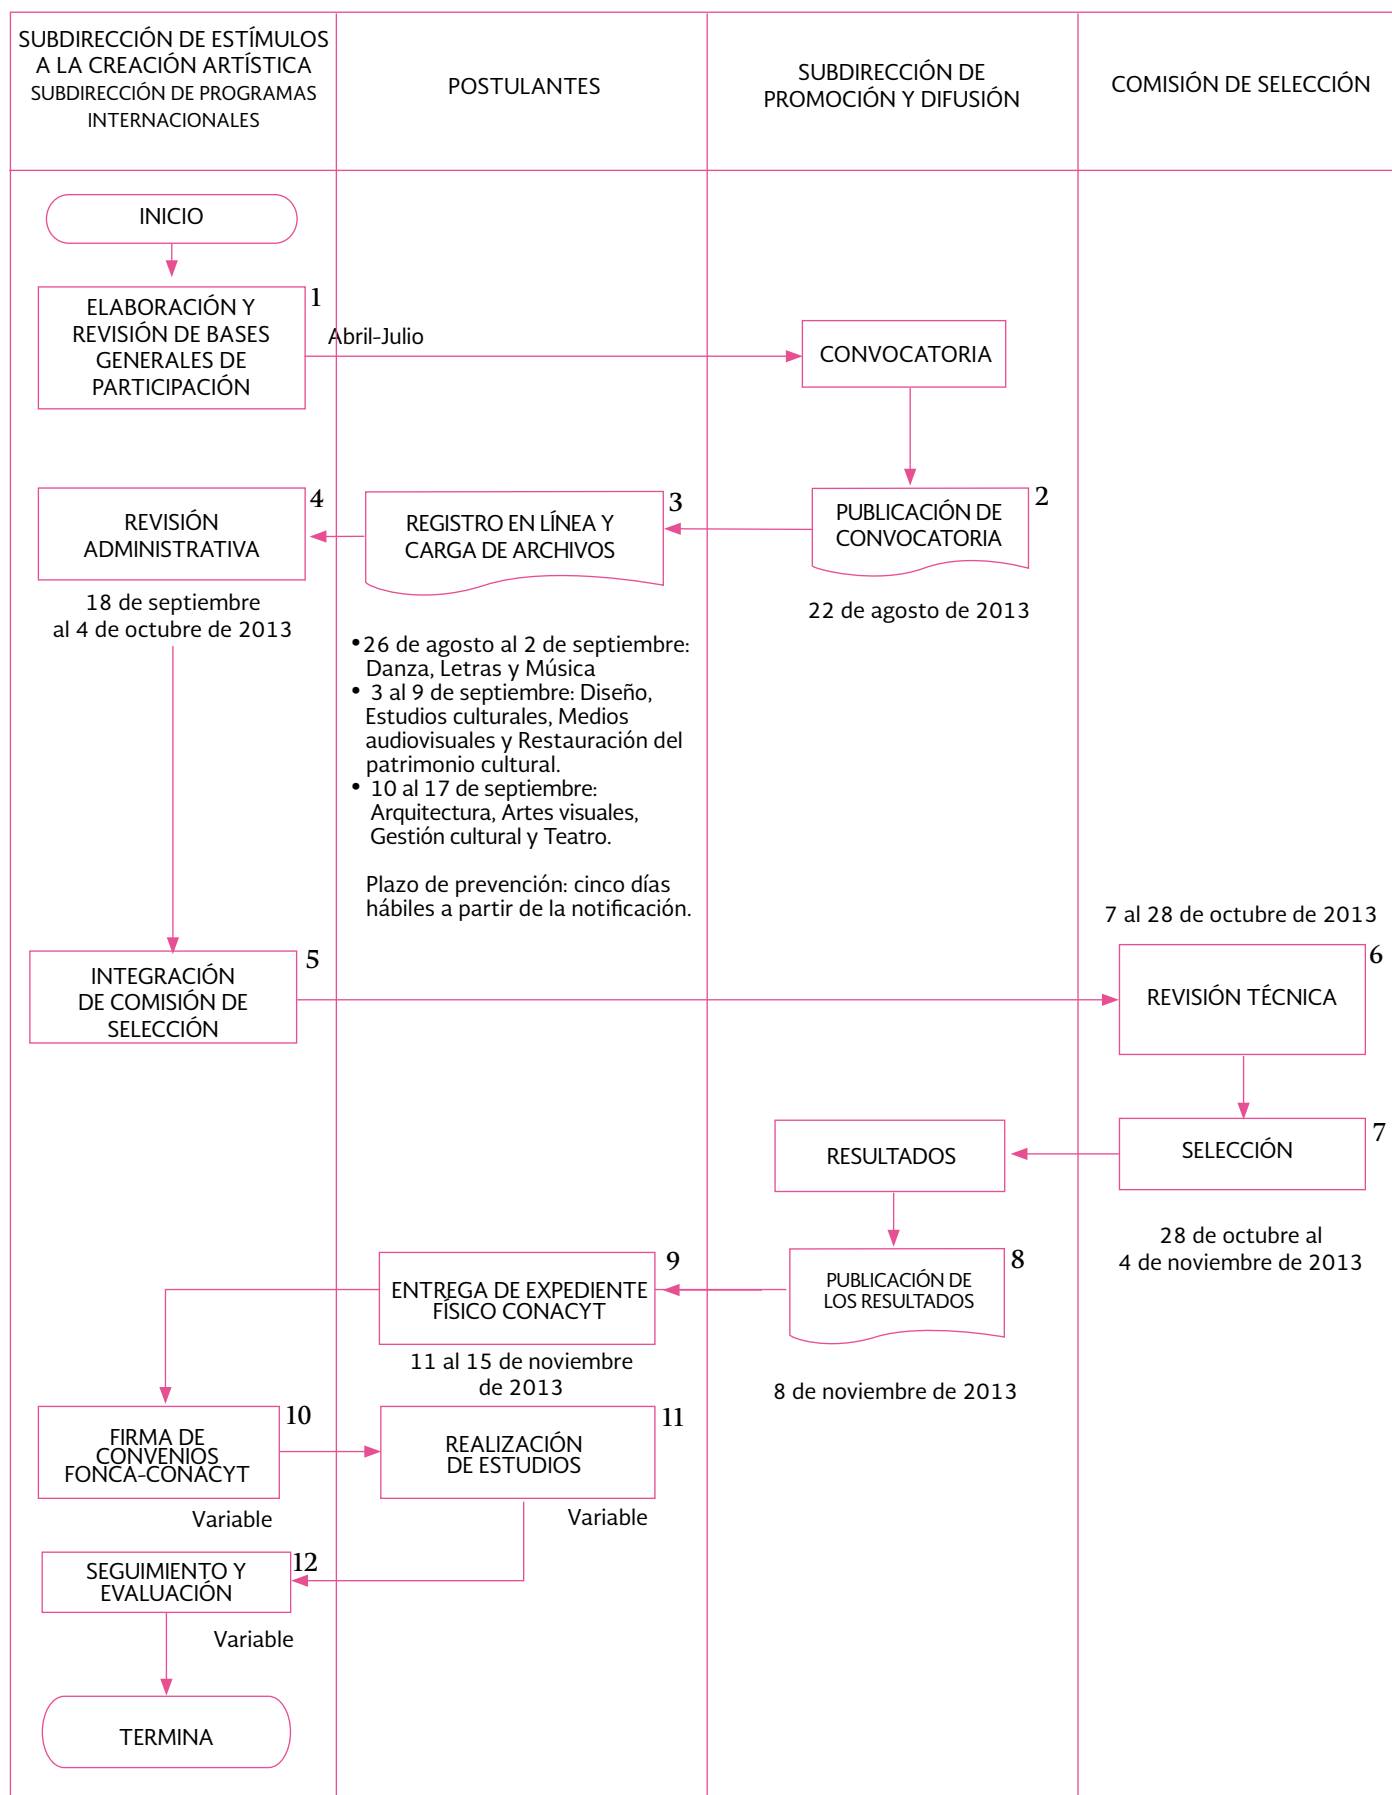 SUBDIRECCIÓN DE ESTÍMULOS
A LA CREACIÓN ARTÍSTICA
SUBDIRECCIÓN DE PROGRAMAS
INTERNACIONALES
POSTULANTES
SUBDIRECCIÓN DE
PROMOCIÓN Y DIFUSIÓN
COMISIÓN DE SELECCIÓN
INICIO
1
ELABORACIÓN Y
REVISIÓN DE BASES
GENERALES DE
PARTICIPACIÓN
Abril-Julio
CONVOCATORIA
2
PUBLICACIÓN DE
CONVOCATORIA
22 de agosto de 2013
3
REGISTRO EN LÍNEA Y
CARGA DE ARCHIVOS
•26 de agosto al 2 de septiembre:
Danza, Letras y Música
• 3 al 9 de septiembre: Diseño,
Estudios culturales, Medios
audiovisuales y Restauración del
patrimonio cultural.
• 10 al 17 de septiembre:
Arquitectura, Artes visuales,
Gestión cultural y Teatro.
Plazo de prevención: cinco días
hábiles a partir de la notificación.
4
REVISIÓN
ADMINISTRATIVA
18 de septiembre
al 4 de octubre de 2013
5
INTEGRACIÓN
DE COMISIÓN DE
SELECCIÓN
7 al 28 de octubre de 2013
6
REVISIÓN TÉCNICA
7
SELECCIÓN
28 de octubre al
4 de noviembre de 2013
RESULTADOS
8
PUBLICACIÓN DE
LOS RESULTADOS
8 de noviembre de 2013
9
ENTREGA DE EXPEDIENTE
FÍSICO CONACYT
11 al 15 de noviembre
de 2013
10
FIRMA DE
CONVENIOS
FONCA-CONACYT
Variable
11
REALIZACIÓN
DE ESTUDIOS
Variable
12
SEGUIMIENTO Y
EVALUACIÓN
Variable
TERMINA